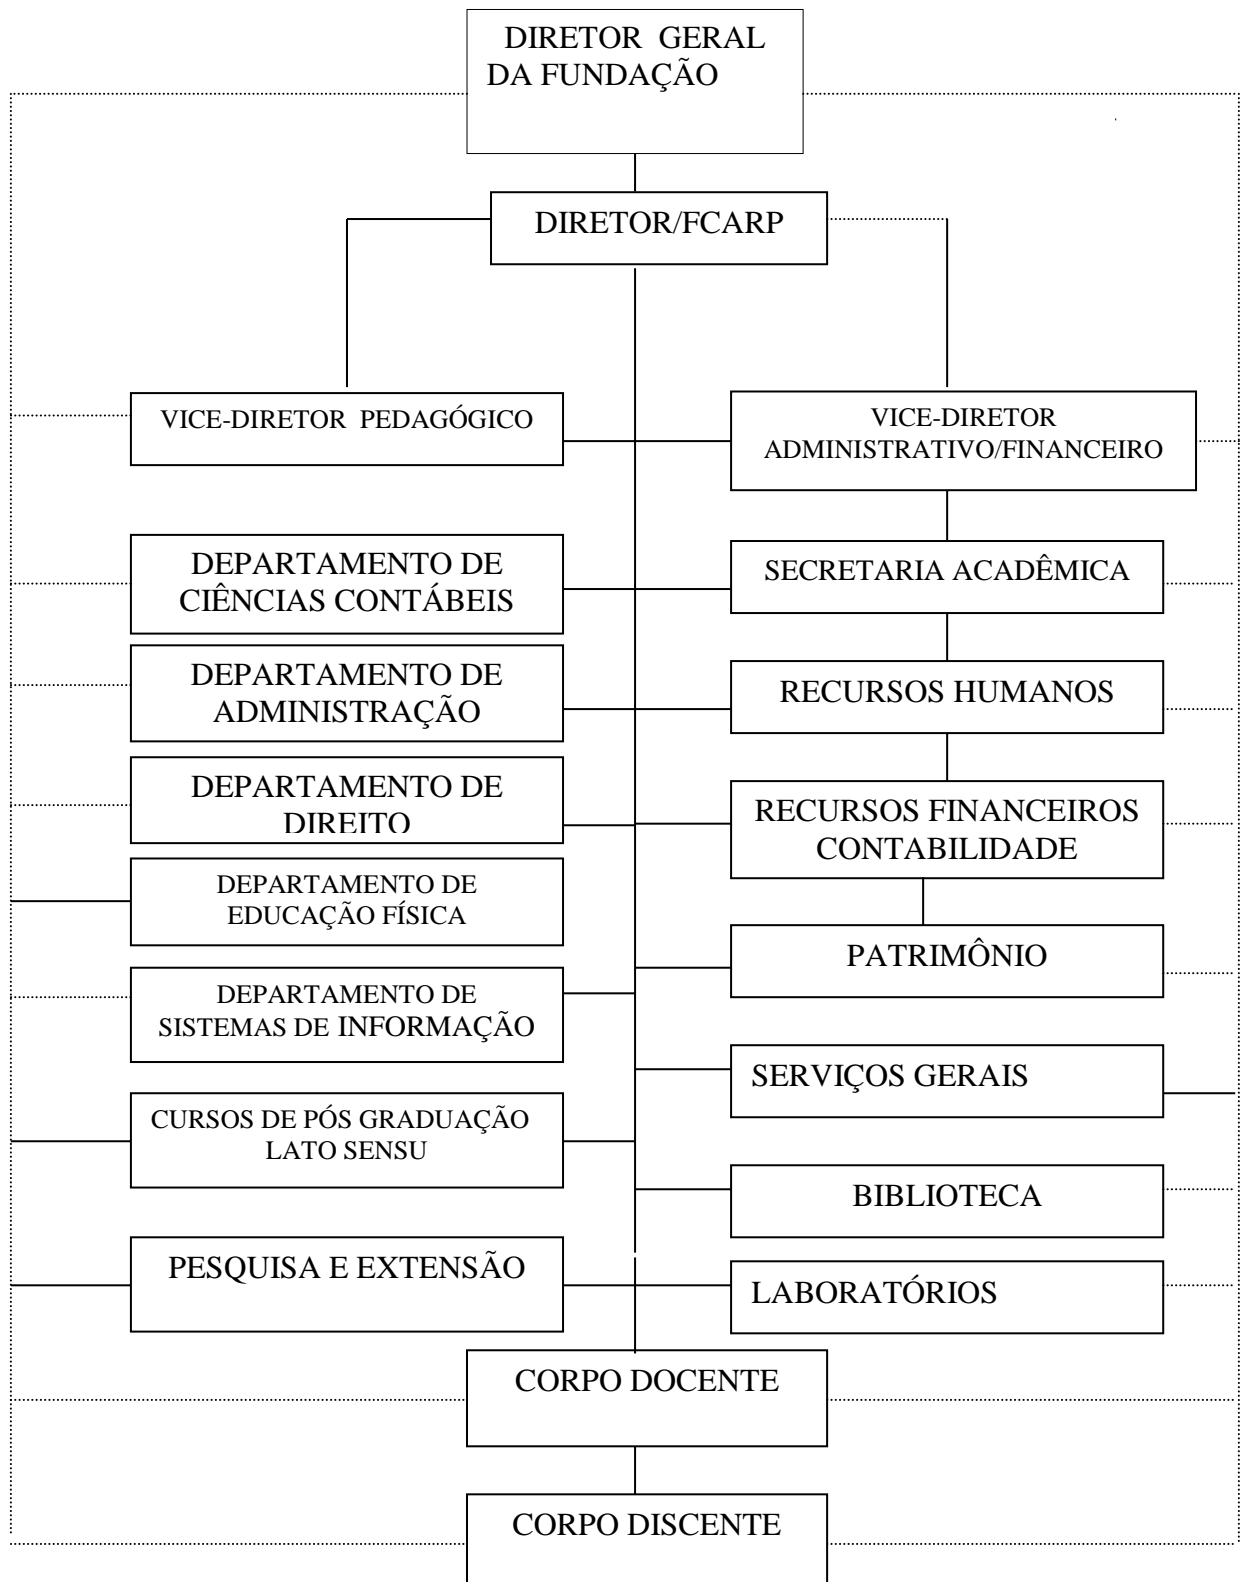 DIRETOR GERAL
DA FUNDAÇÃO
DIRETOR/FCARP
VICE-DIRETOR PEDAGÓGICO
VICE-DIRETOR
ADMINISTRATIVO/FINANCEIRO
DEPARTAMENTO DE
CIÊNCIAS CONTÁBEIS
SECRETARIA ACADÊMICA
DEPARTAMENTO DE
ADMINISTRAÇÃO
RECURSOS HUMANOS
DEPARTAMENTO DE
DIREITO
RECURSOS FINANCEIROS
CONTABILIDADE
DEPARTAMENTO DE
EDUCAÇÃO FÍSICA
PATRIMÔNIO
DEPARTAMENTO DE
SISTEMAS DE INFORMAÇÃO
SERVIÇOS GERAIS
CURSOS DE PÓS GRADUAÇÃO
LATO SENSU
BIBLIOTECA
PESQUISA E EXTENSÃO
LABORATÓRIOS
CORPO DOCENTE
CORPO DISCENTE